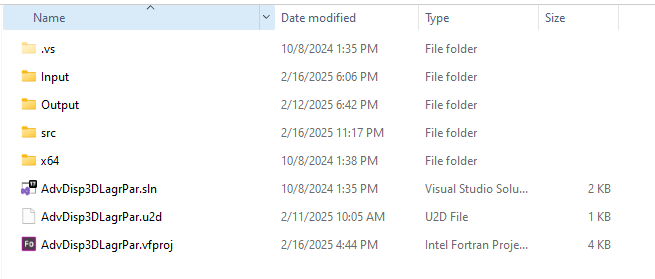 Name Date modified Type Size
.vs 10/8/2024 1:35 PM File folder
Input 2/16/2025 6:06 PM File folder
Output 2/12/2025 6:42 PM File folder
src 2/16/2025 11:17 PM File folder
x64 10/8/2024 1:38 PM File folder
AdvDisp3DLagrPar.sln 10/8/2024 1:35 PM Visual Studio Solu... 2 KB
AdvDisp3DLagrPar.u2d 2/11/2025 10:05 AM U2D File 1 KB
Fo AdvDisp3DLagrPar.vfproj 2/16/2025 4:44 PM Intel Fortran Proje... 4 KB